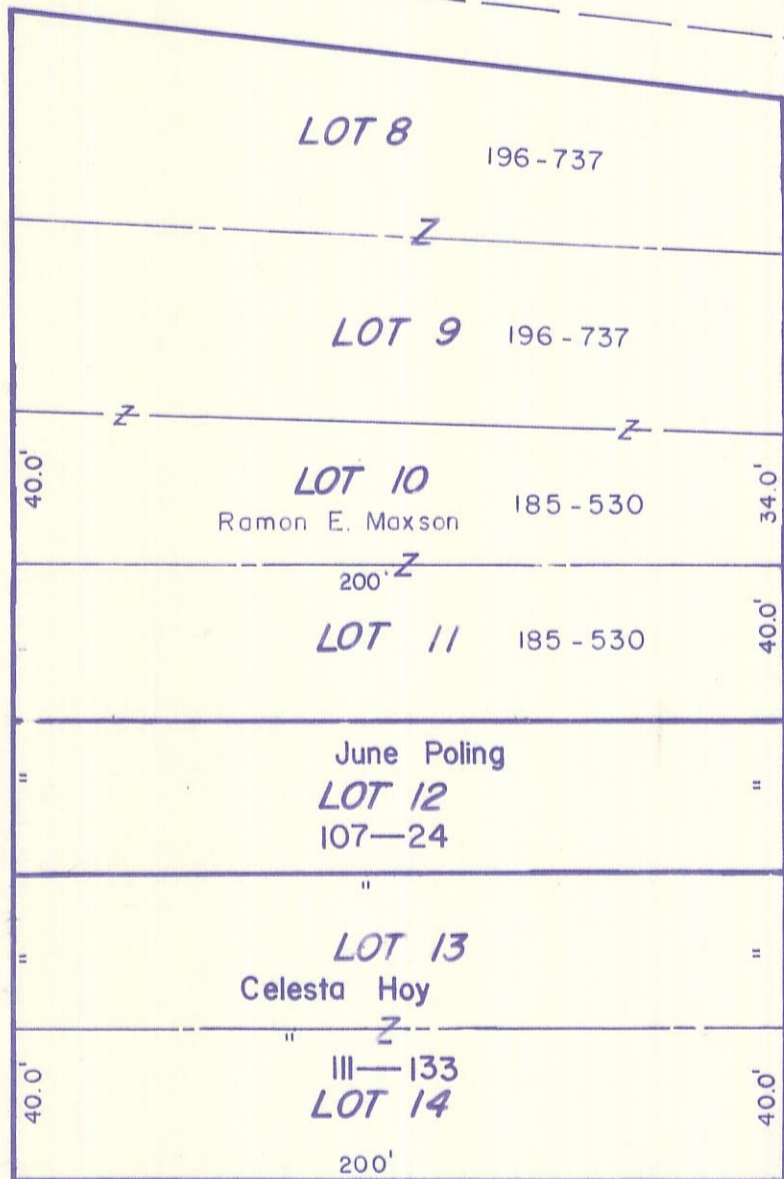 LOT 8 196-737
Z
LOT 9 196-737
Z Z
40.0' LOT 10 185-530 34.0'
Ramon E. Maxson
Z
200'
LOT 11 185-530 40.0'
June Poling
" LOT 12 "
107—24
"
" LOT 13 "
Celesta Hoy
" Z
111—133
40.0' LOT 14 40.0'
200'